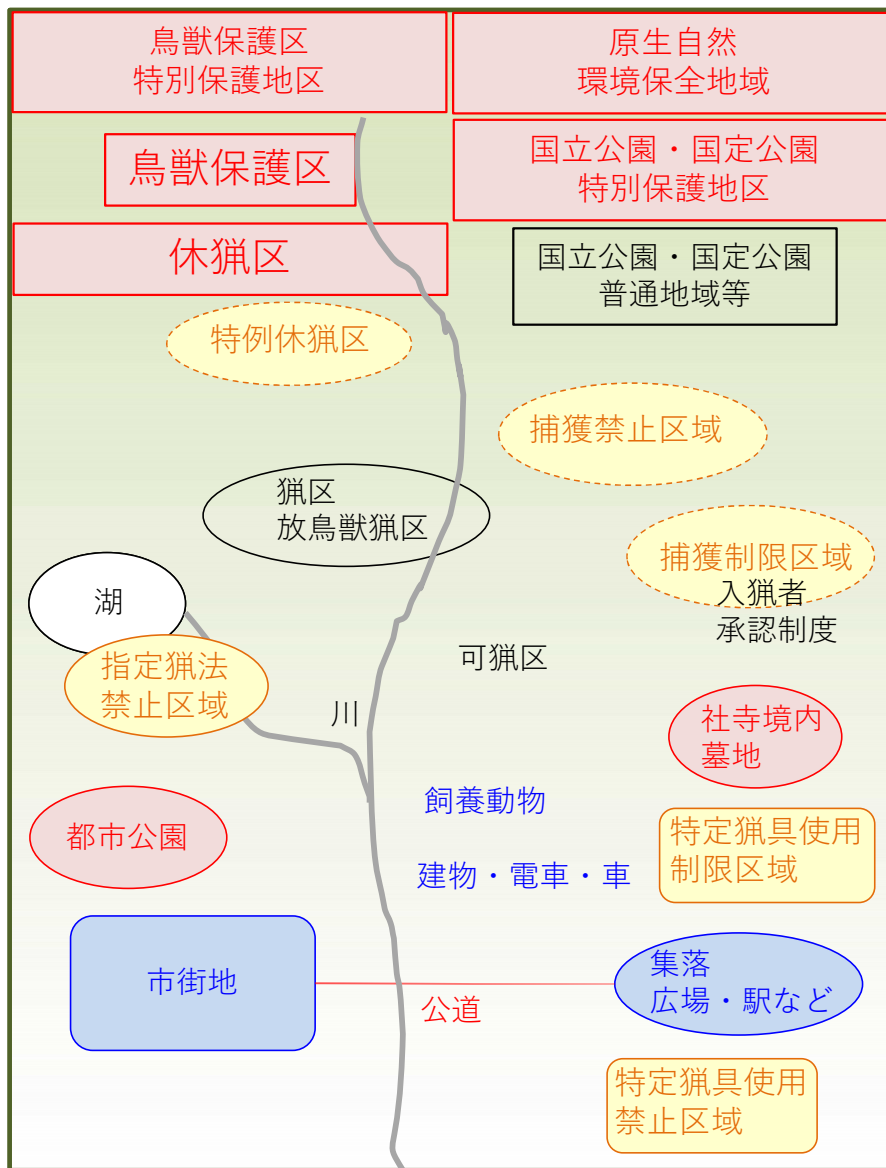 鳥獣保護区
特別保護地区
原生自然
環境保全地域
鳥獣保護区
国立公園・国定公園
特別保護地区
休猟区
国立公園・国定公園
普通地域等
特例休猟区
捕獲禁止区域
猟区
放鳥獣猟区
捕獲制限区域
入猟者
承認制度
湖
可猟区
指定猟法
禁止区域
川
社寺境内
墓地
飼養動物
都市公園
特定猟具使用
制限区域
建物・電車・車
市街地
集落
広場・駅など
公道
特定猟具使用
禁止区域